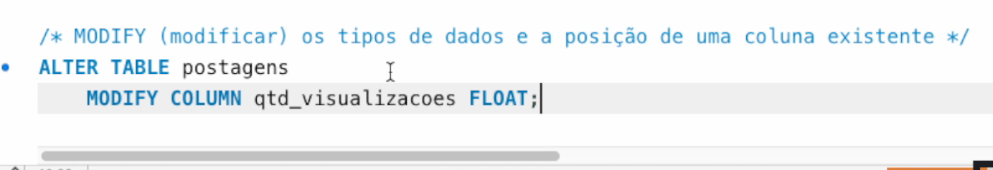 /* MODIFY (modificar) os tipos de dados e a posição de uma coluna existente */
ALTER TABLE postagens
MODIFY COLUMN qtd_visualizacoes FLOAT;